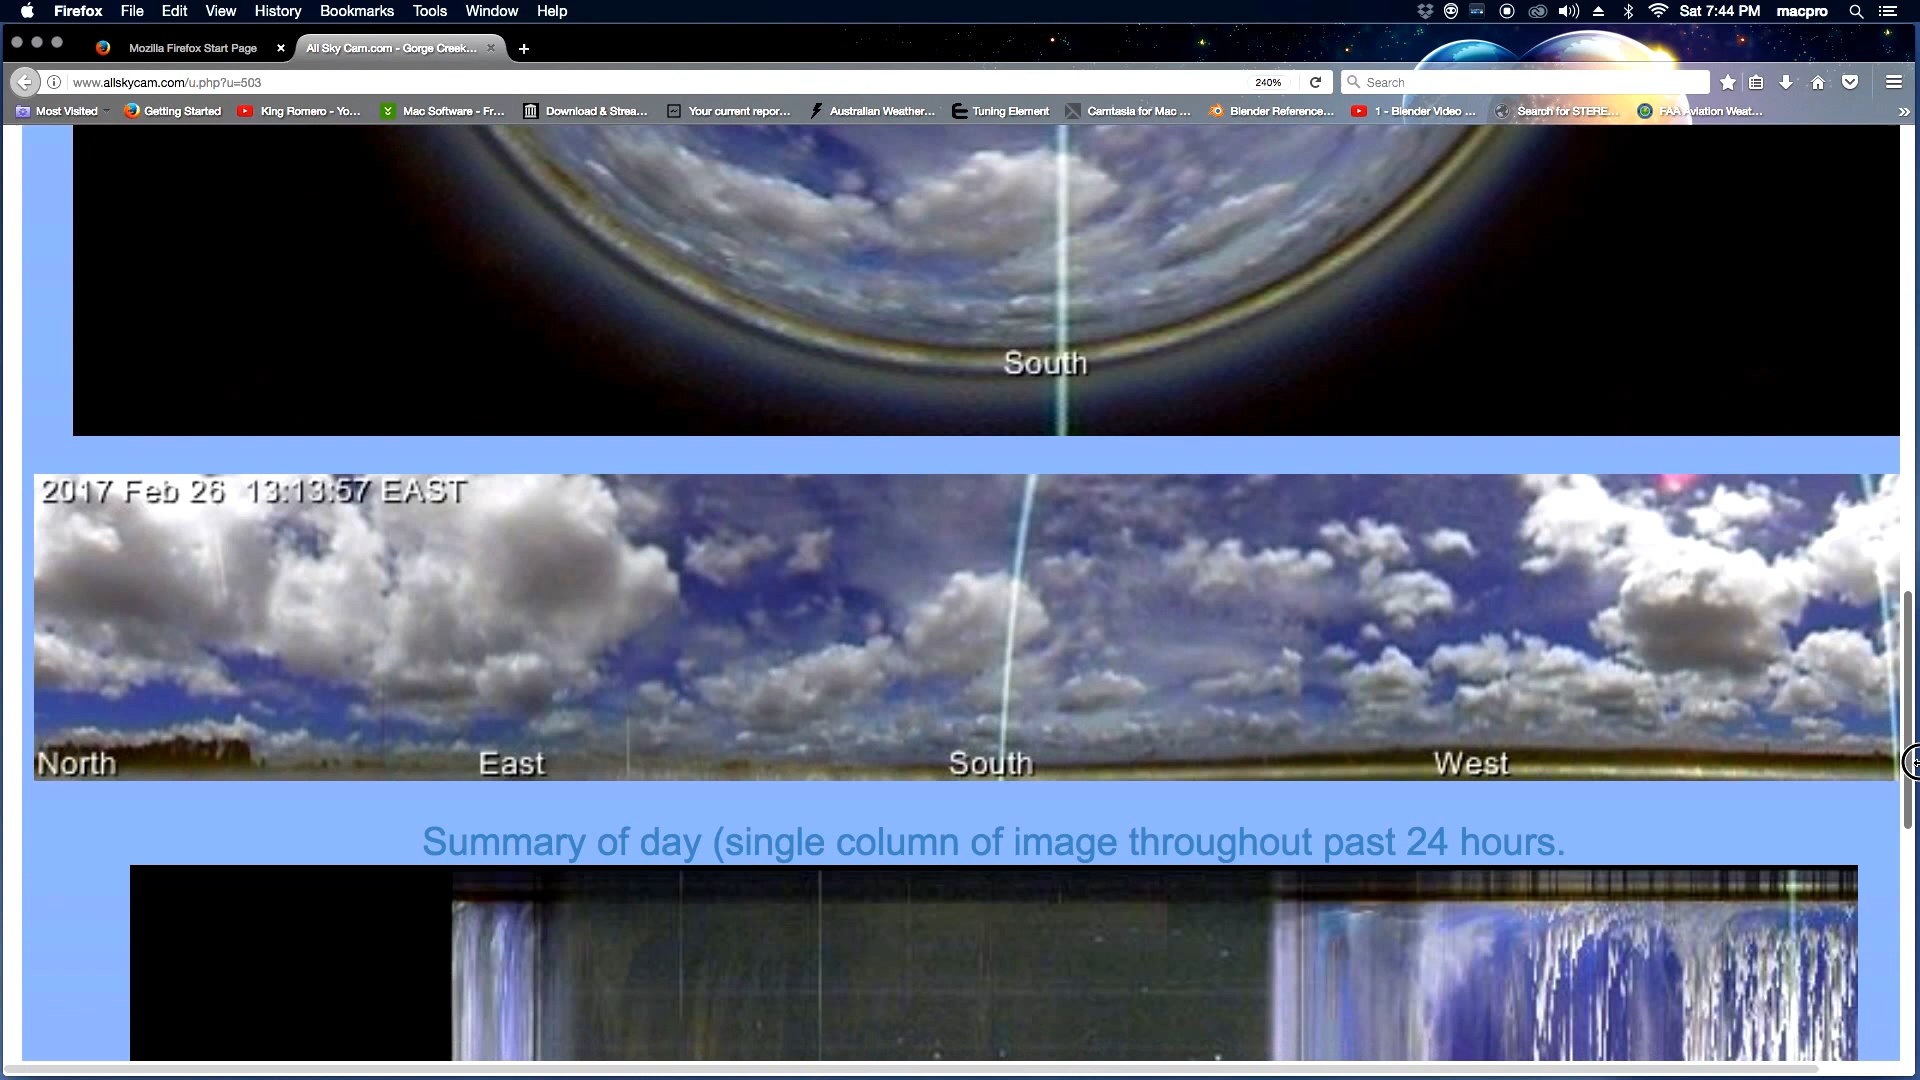 Firefox File Edit View History Bookmarks Tools Window Help Sat 7:44 PM macpro
Mozilla Firefox Start Page All Sky Cam.com - Gorge Creek...
www.allskycam.com/u.php?u=503 240% Search
Most Visited Getting Started King Romero - Yo... Mac Software - Fr... Download & Strea... Your current repor... Australian Weather... Tuning Element Camtasia for Mac ... Blender Reference... 1 - Blender Video ... Search for STERE... FAA Aviation Weat...
South
2017 Feb 26 13:13:57 EAST
North East South West
Summary of day (single column of image throughout past 24 hours.